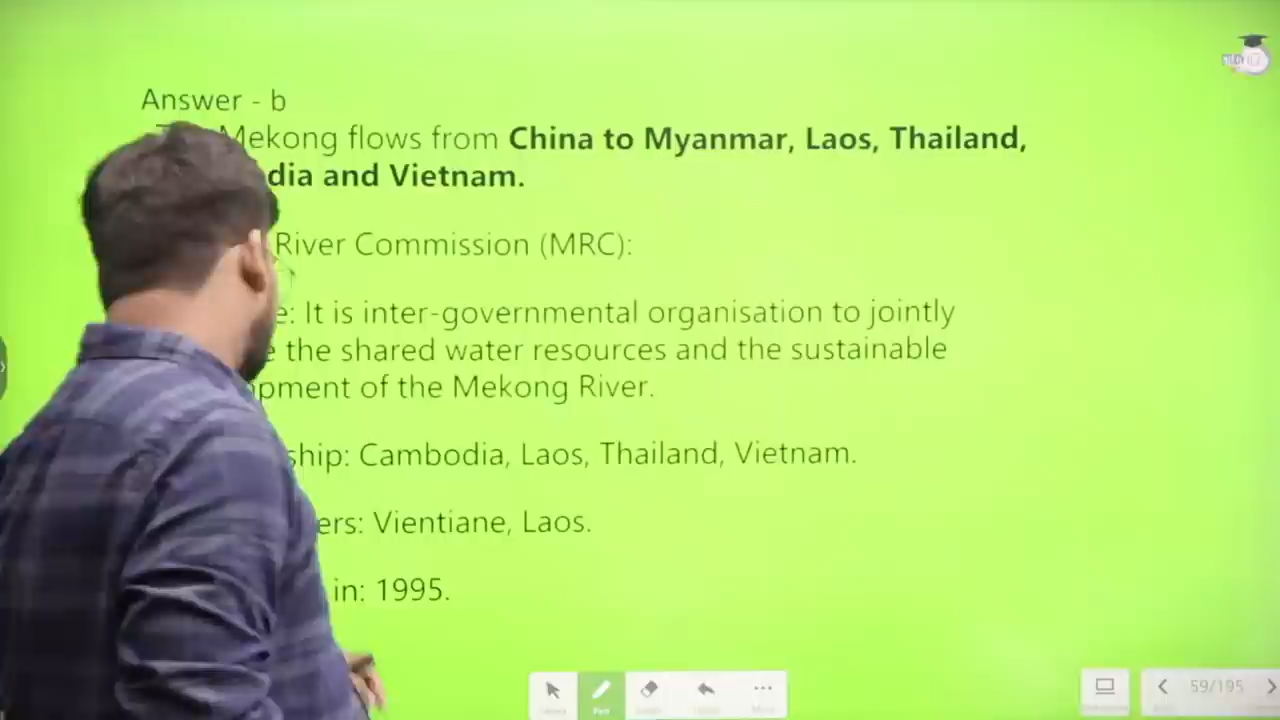 Answer - b
Mekong flows from China to Myanmar, Laos, Thailand,
dia and Vietnam.
River Commission (MRC):
e: It is inter-governmental organisation to jointly
e the shared water resources and the sustainable
pment of the Mekong River.
ship: Cambodia, Laos, Thailand, Vietnam.
ers: Vientiane, Laos.
in: 1995.
59/195